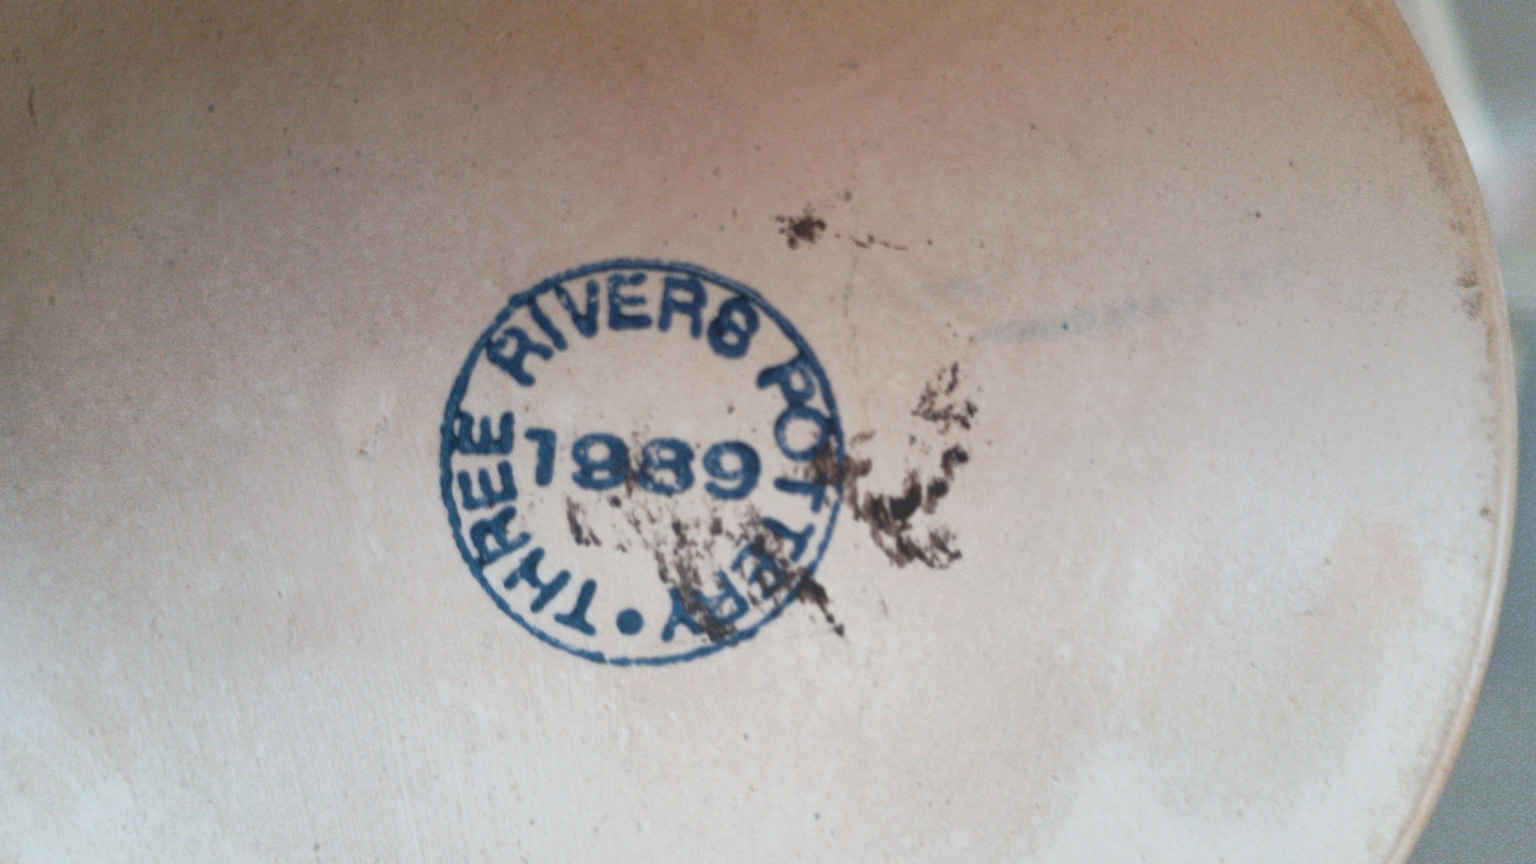 THREE RIVERS POTTERY •
1989